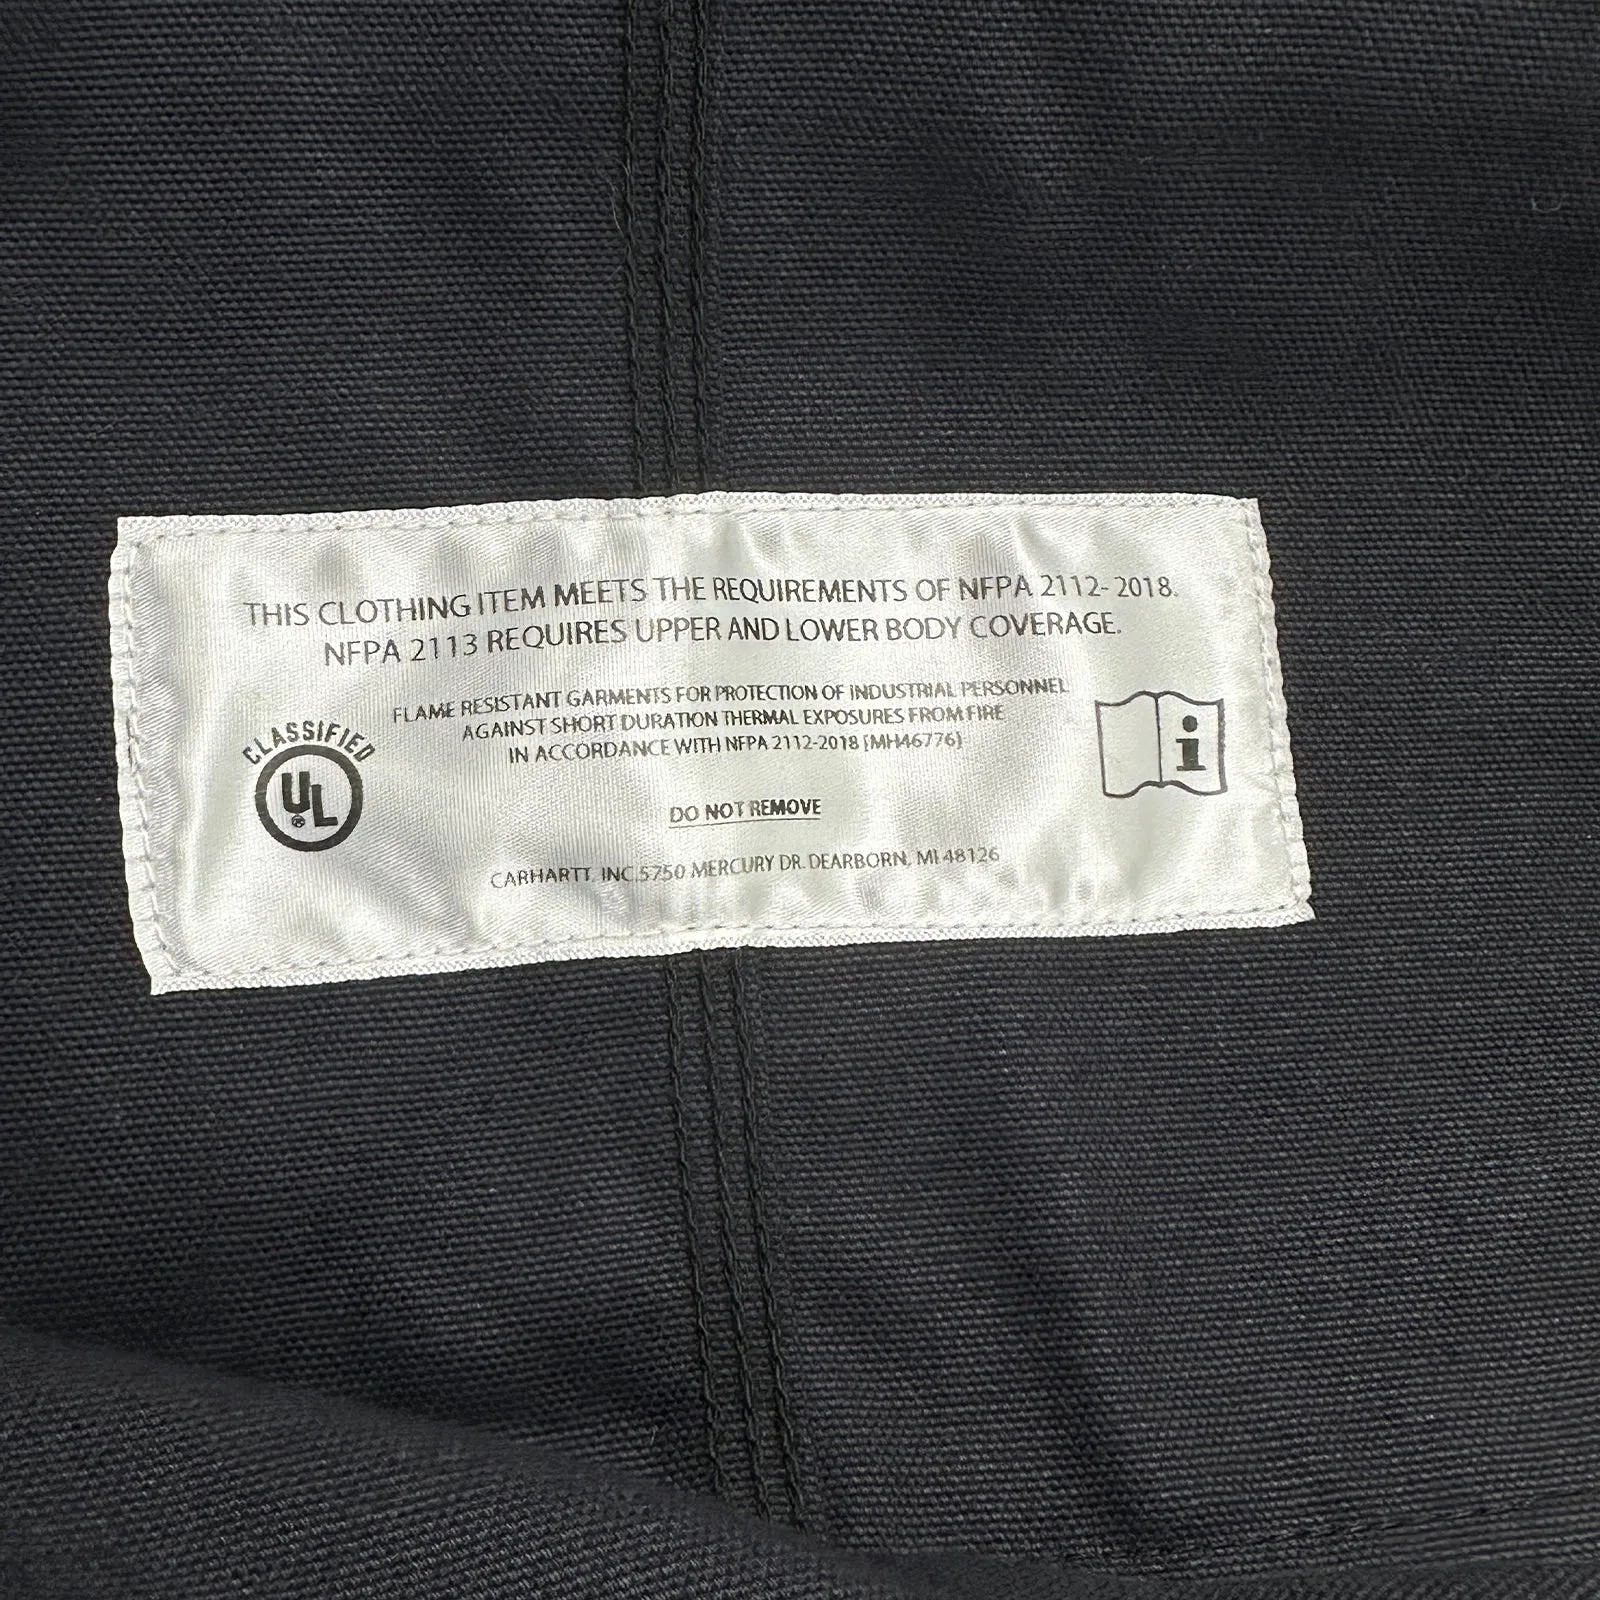 THIS CLOTHING ITEM MEETS THE REQUIREMENTS OF NFPA 2112-2018.
NFPA 2113 REQUIRES UPPER AND LOWER BODY COVERAGE.
FLAME RESISTANT GARMENTS FOR PROTECTION OF INDUSTRIAL PERSONNEL
AGAINST SHORT DURATION THERMAL EXPOSURES FROM FIRE
IN ACCORDANCE WITH NFPA 2112-2018 [MH46776]
CLASSIFIED
UL
®
i
DO NOT REMOVE
CARHARTT, INC.5750 MERCURY DR. DEARBORN, MI 48126